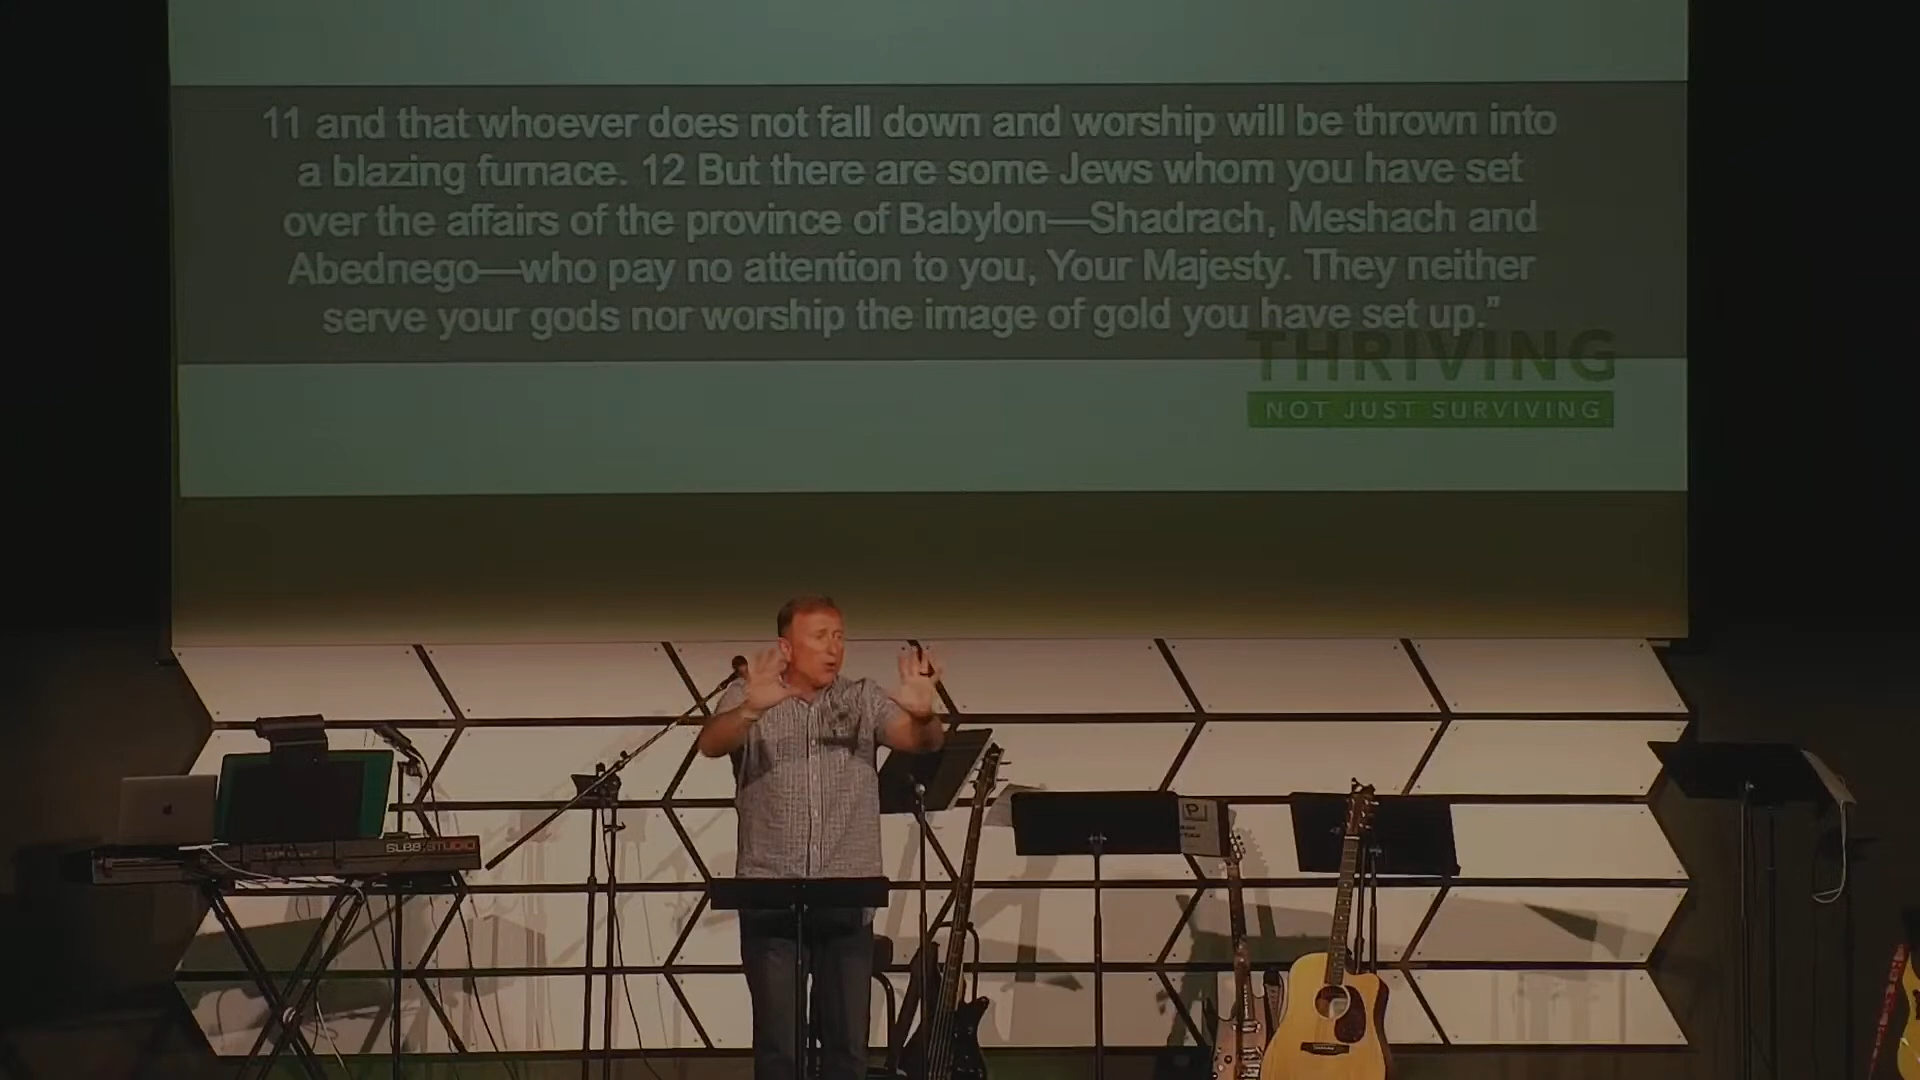 11 and that whoever does not fall down and worship will be thrown into
a blazing furnace. 12 But there are some Jews whom you have set
over the affairs of the province of Babylon—Shadrach, Meshach and
Abednego—who pay no attention to you, Your Majesty. They neither
serve your gods nor worship the image of gold you have set up.”
THRIVING
NOT JUST SURVIVING
SL88 STUDIO
P